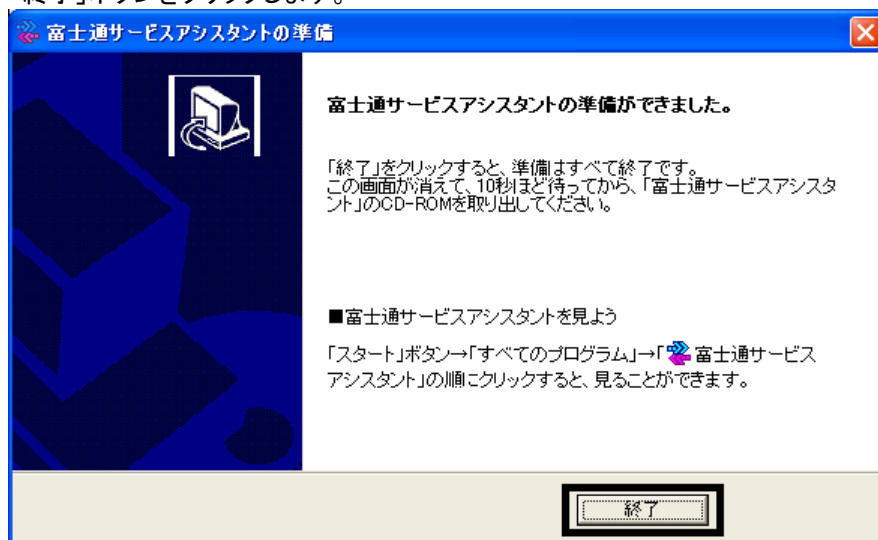 終了」ボタンをクリックします。
富士通サービスアシスタントの準備
富士通サービスアシスタントの準備ができました。
「終了」をクリックすると、準備はすべて終了です。
この画面が消えて、10秒ほど待ってから、「富士通サービスアシスタ
ント」のCD-ROMを取り出してください。
■富士通サービスアシスタントを見よう
「スタート」ボタン→「すべてのプログラム」→「富士通サービス
アシスタント」の順にクリックすると、見ることができます。
終了